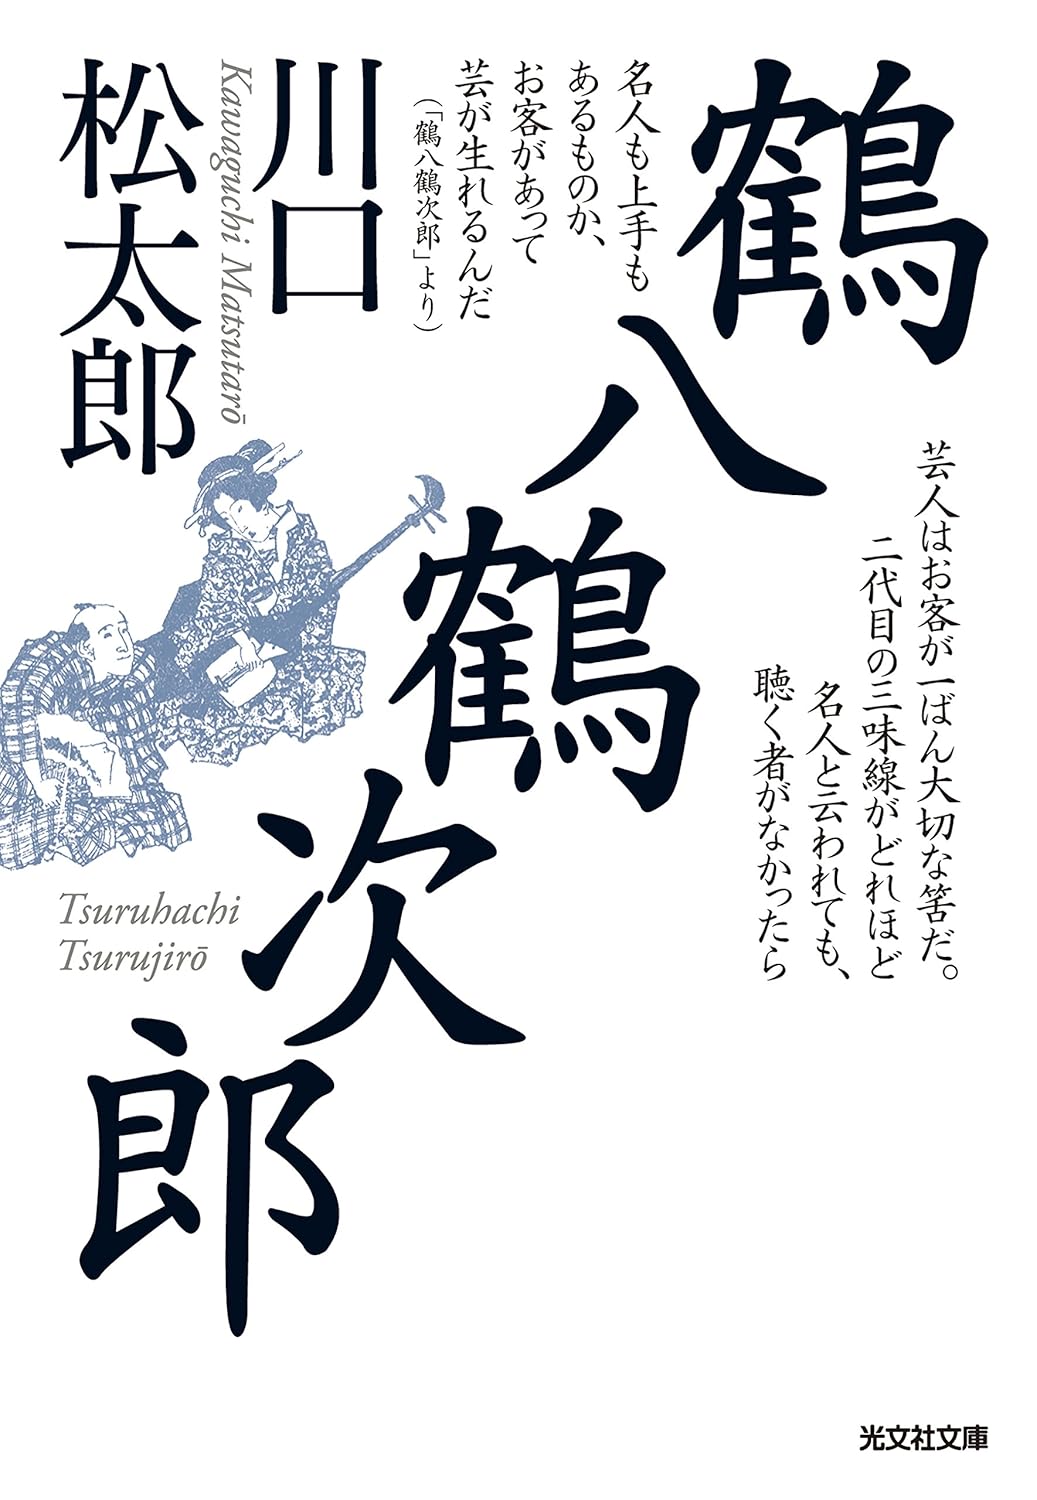 鶴八鶴次郎
芸人はお客が一ばん大切な筈だ。
二代目の三味線がどれほど
名人と云われても、
聴く者がなかったら
名人も上手も
あるものか、
お客があって
芸が生れるんだ
（「鶴八鶴次郎」より）
川口
松太郎
Kawaguchi Matsutarō
Tsuruhachi
Tsurujirō
光文社文庫